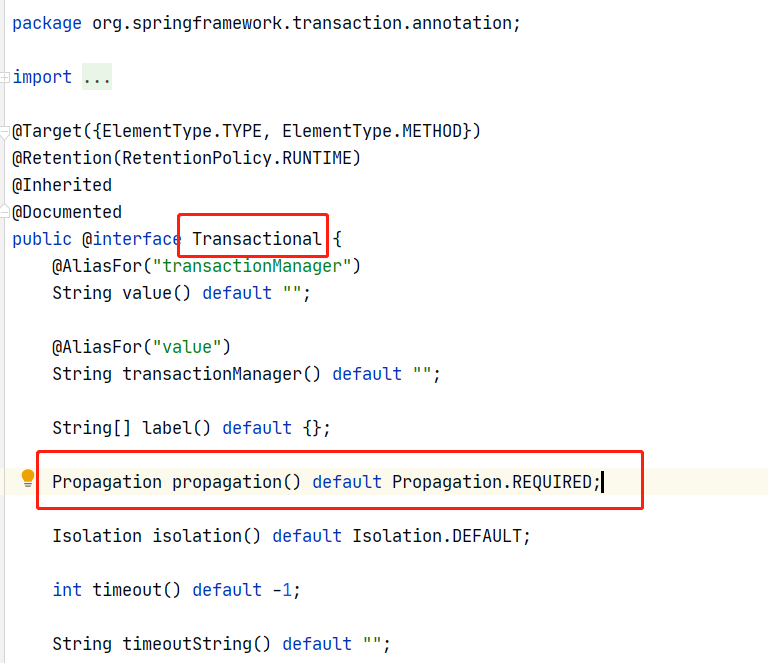 package org.springframework.transaction.annotation;
import ...
@Target({ElementType.TYPE, ElementType.METHOD})
@Retention(RetentionPolicy.RUNTIME)
@Inherited
@Documented
public @interface Transactional {
@AliasFor("transactionManager")
String value() default "";
@AliasFor("value")
String transactionManager() default "";
String[] label() default {};
Propagation propagation() default Propagation.REQUIRED;
Isolation isolation() default Isolation.DEFAULT;
int timeout() default -1;
String timeoutString() default "";